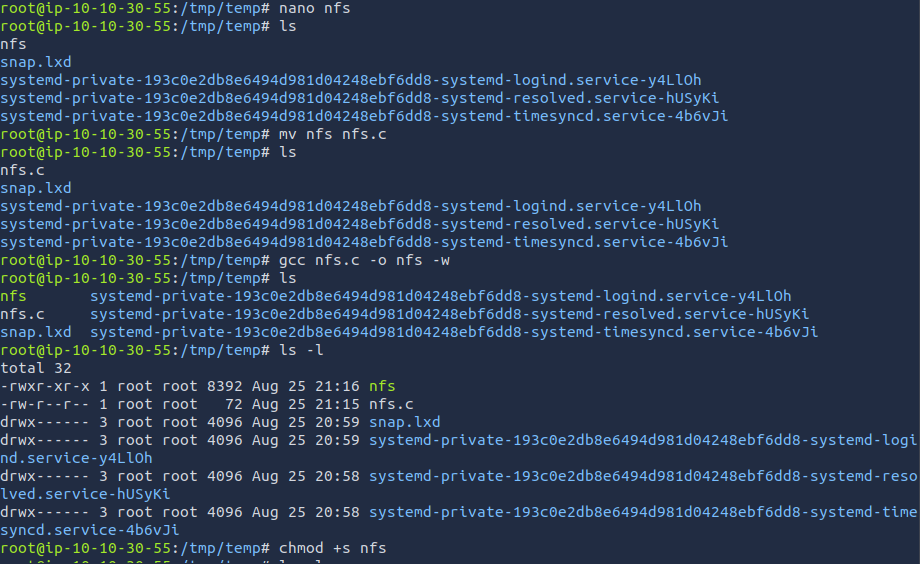 root@ip-10-10-30-55:/tmp/temp# nano nfs
root@ip-10-10-30-55:/tmp/temp# ls
nfs
snap.lxd
systemd-private-193c0e2db8e6494d981d04248ebf6dd8-systemd-logind.service-y4LlOh
systemd-private-193c0e2db8e6494d981d04248ebf6dd8-systemd-resolved.service-hUSyKi
systemd-private-193c0e2db8e6494d981d04248ebf6dd8-systemd-timesyncd.service-4b6vJi
root@ip-10-10-30-55:/tmp/temp# mv nfs nfs.c
root@ip-10-10-30-55:/tmp/temp# ls
nfs.c
snap.lxd
systemd-private-193c0e2db8e6494d981d04248ebf6dd8-systemd-logind.service-y4LlOh
systemd-private-193c0e2db8e6494d981d04248ebf6dd8-systemd-resolved.service-hUSyKi
systemd-private-193c0e2db8e6494d981d04248ebf6dd8-systemd-timesyncd.service-4b6vJi
root@ip-10-10-30-55:/tmp/temp# gcc nfs.c -o nfs -w
root@ip-10-10-30-55:/tmp/temp# ls
nfs       systemd-private-193c0e2db8e6494d981d04248ebf6dd8-systemd-logind.service-y4LlOh
nfs.c     systemd-private-193c0e2db8e6494d981d04248ebf6dd8-systemd-resolved.service-hUSyKi
snap.lxd  systemd-private-193c0e2db8e6494d981d04248ebf6dd8-systemd-timesyncd.service-4b6vJi
root@ip-10-10-30-55:/tmp/temp# ls -l
total 32
-rwxr-xr-x 1 root root 8392 Aug 25 21:16 nfs
-rw-r--r-- 1 root root   72 Aug 25 21:15 nfs.c
drwx------ 3 root root 4096 Aug 25 20:59 snap.lxd
drwx------ 3 root root 4096 Aug 25 20:59 systemd-private-193c0e2db8e6494d981d04248ebf6dd8-systemd-logi
nd.service-y4LlOh
drwx------ 3 root root 4096 Aug 25 20:58 systemd-private-193c0e2db8e6494d981d04248ebf6dd8-systemd-reso
lved.service-hUSyKi
drwx------ 3 root root 4096 Aug 25 20:58 systemd-private-193c0e2db8e6494d981d04248ebf6dd8-systemd-time
syncd.service-4b6vJi
root@ip-10-10-30-55:/tmp/temp# chmod +s nfs